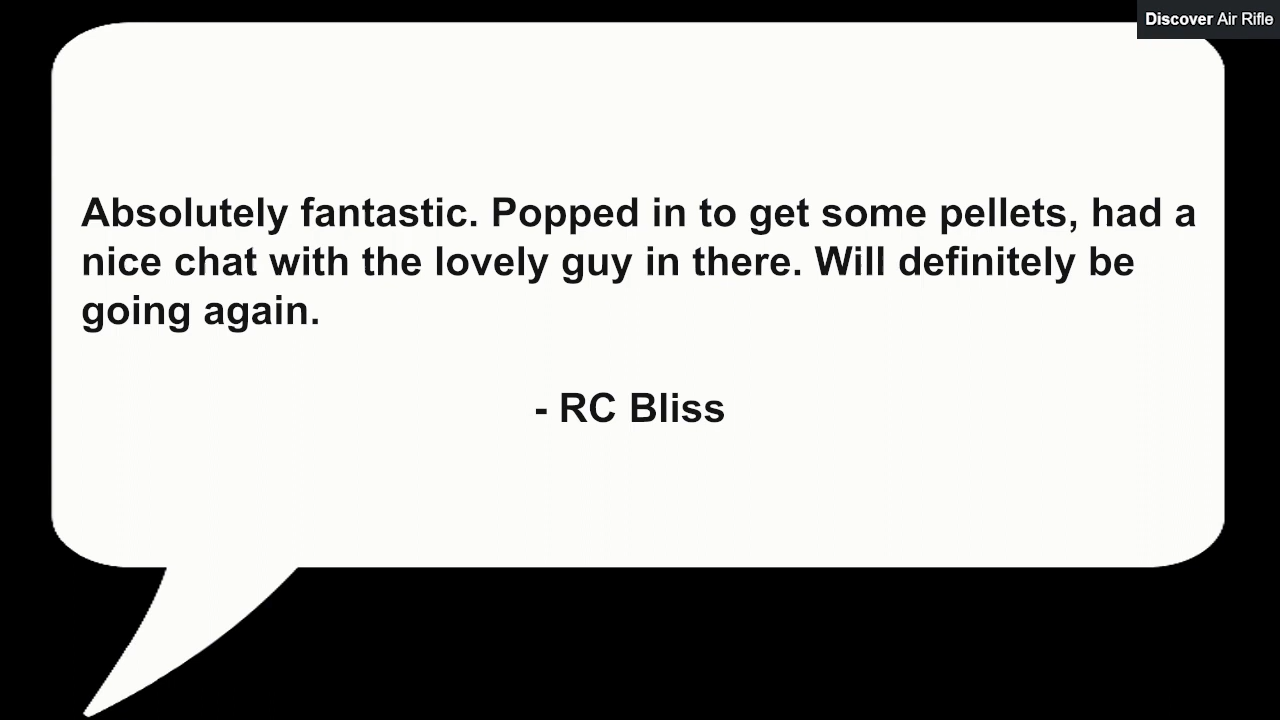 Discover Air Rifle
Absolutely fantastic. Popped in to get some pellets, had a
nice chat with the lovely guy in there. Will definitely be
going again.
- RC Bliss